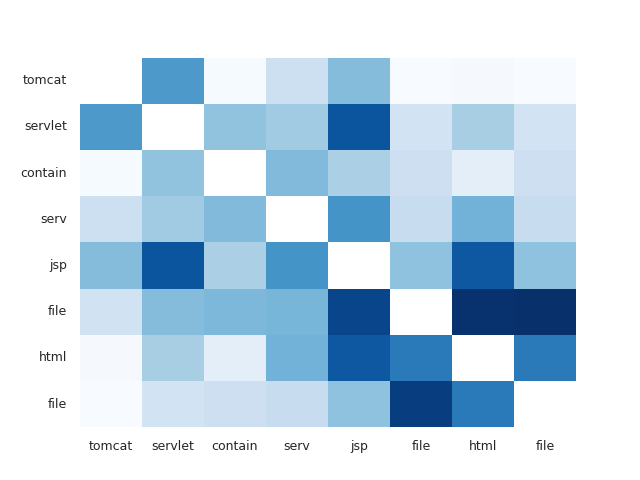 tomcat
servlet
contain
serv
jsp
file
html
file
tomcat servlet contain serv jsp file html file